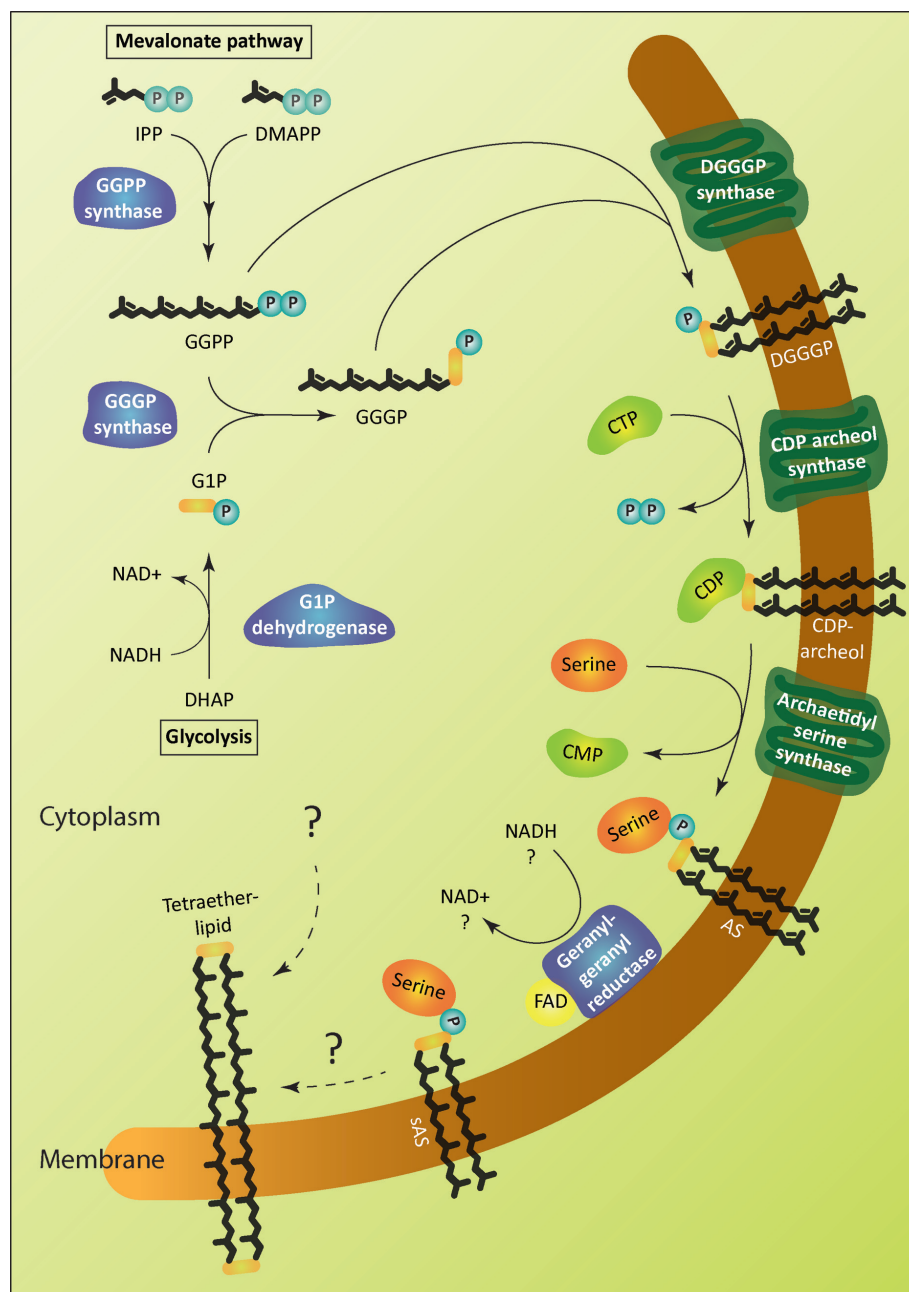 Mevalonate pathway
P P
P P
IPP
DMAPP
GGPP
synthase
DGGGP
synthase
P P
GGPP
P
GGGP
P
DGGGP
GGGP
synthase
G1P
P
CTP
P P
CDP archeol
synthase
NAD+
NADH
G1P
dehydrogenase
DHAP
Glycolysis
CDP
CDP-
archeol
Serine
CMP
Archaetidyl
serine
synthase
Cytoplasm
?
NADH
?
NAD+
?
Serine
P
AS
Geranyl-
geranyl
reductase
FAD
Tetraether-
lipid
Serine
P
?
sAS
Membrane